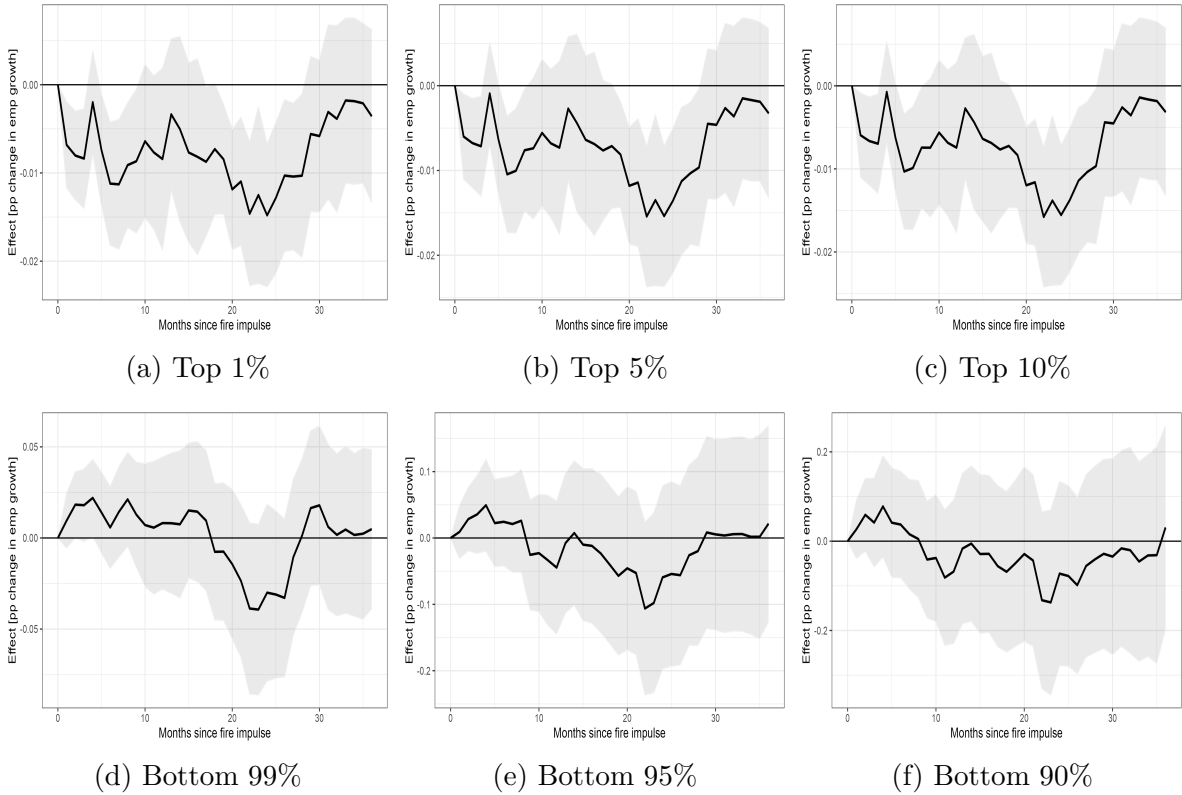 Effect [pp change in emp growth]
0.00
-0.01
-0.02
0 10 20 30
Months since fire impulse
(a) Top 1%
Effect [pp change in emp growth]
0.00
-0.01
-0.02
0 10 20 30
Months since fire impulse
(b) Top 5%
Effect [pp change in emp growth]
0.00
-0.01
-0.02
0 10 20 30
Months since fire impulse
(c) Top 10%
Effect [pp change in emp growth]
0.05
0.00
-0.05
0 10 20 30
Months since fire impulse
(d) Bottom 99%
Effect [pp change in emp growth]
0.1
0.0
-0.1
-0.2
0 10 20 30
Months since fire impulse
(e) Bottom 95%
Effect [pp change in emp growth]
0.2
0.0
-0.2
0 10 20 30
Months since fire impulse
(f) Bottom 90%